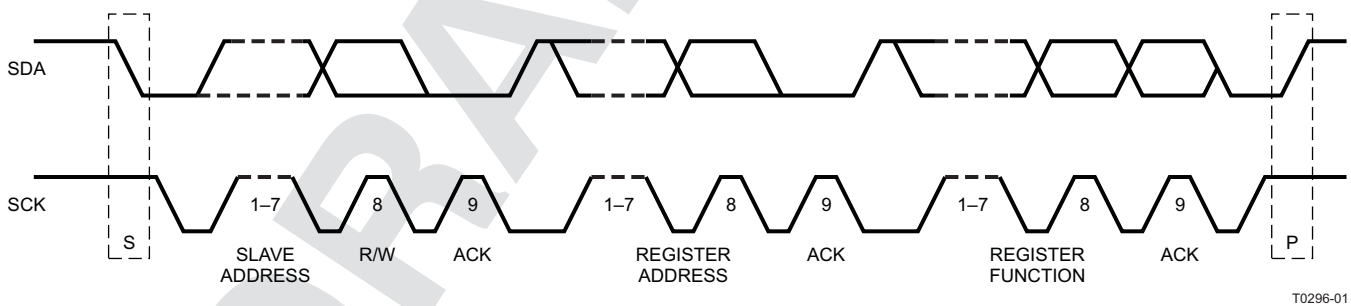 SDA
SCK
1–7 8 9 1–7 8 9 1–7 8 9
S P
SLAVE ADDRESS R/W ACK REGISTER ADDRESS ACK REGISTER FUNCTION ACK
T0296-01
DRA